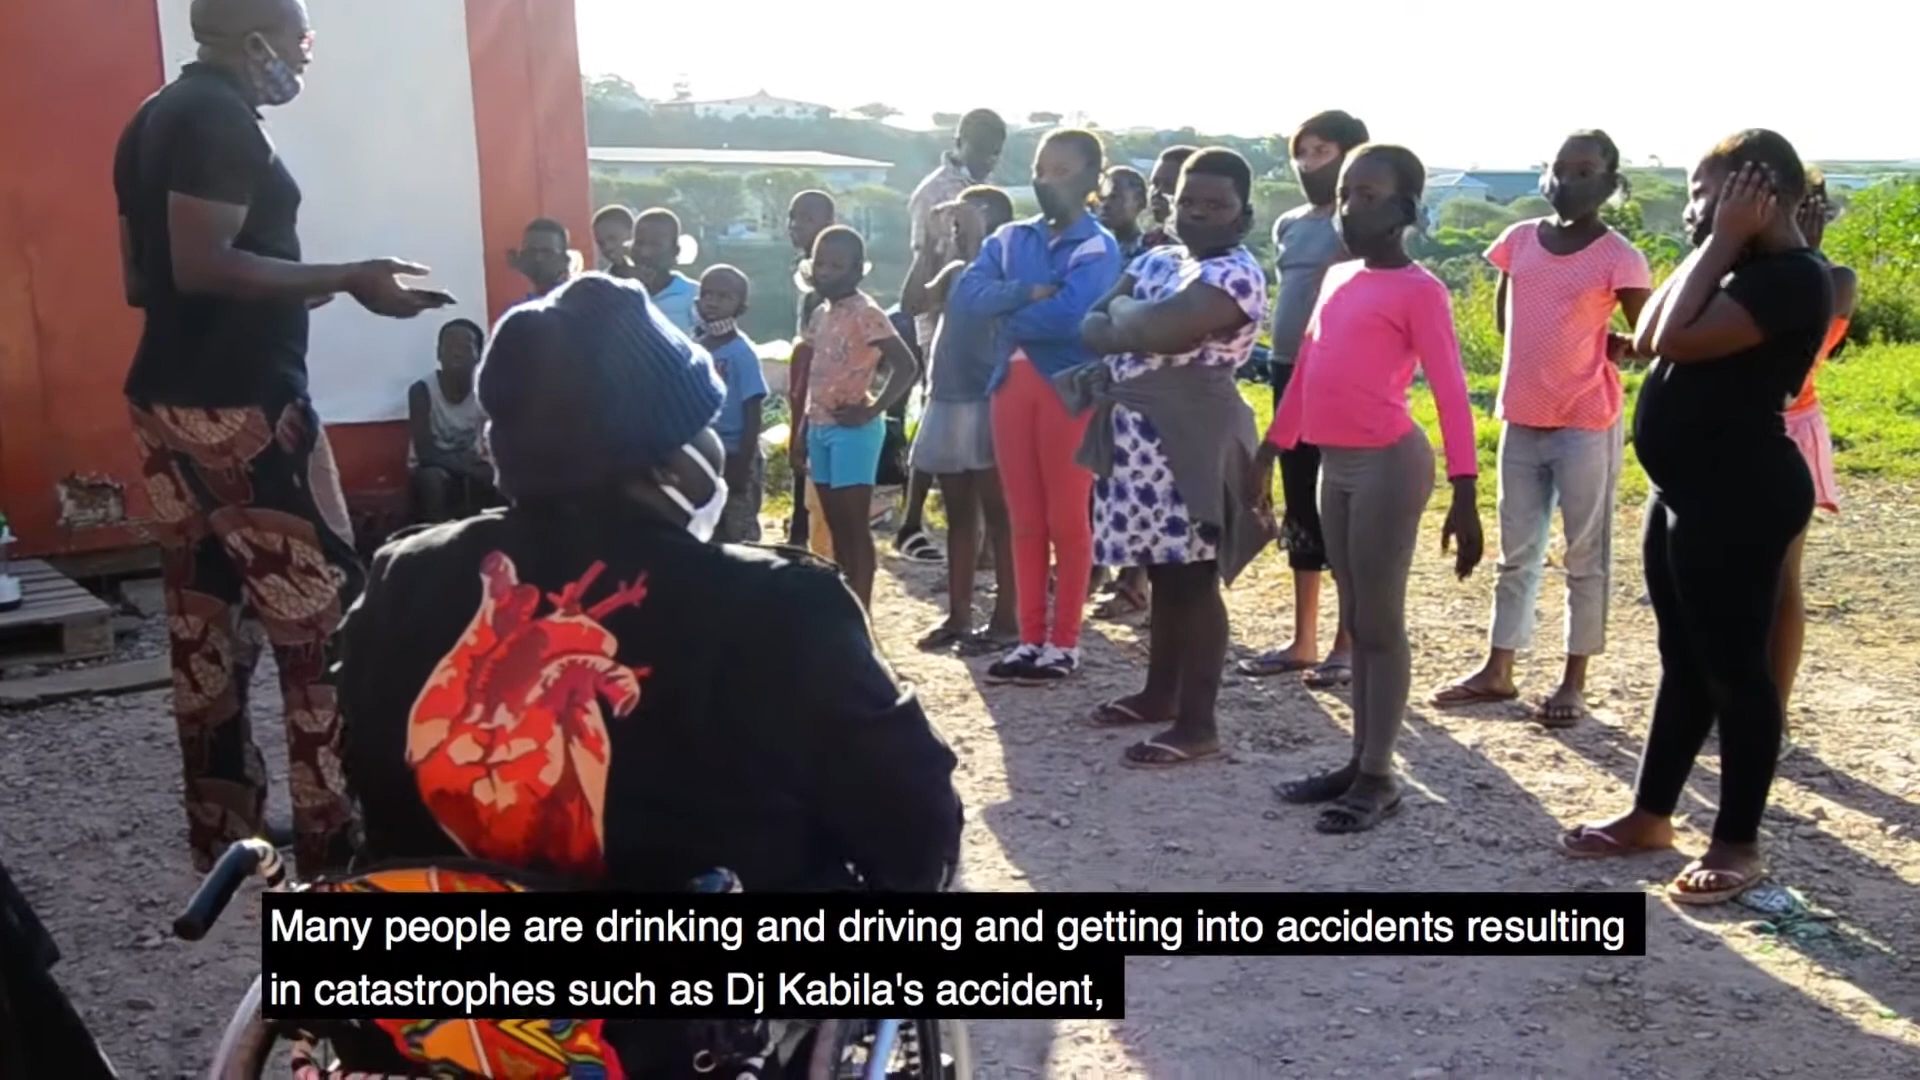 Many people are drinking and driving and getting into accidents resulting
in catastrophes such as Dj Kabila's accident,